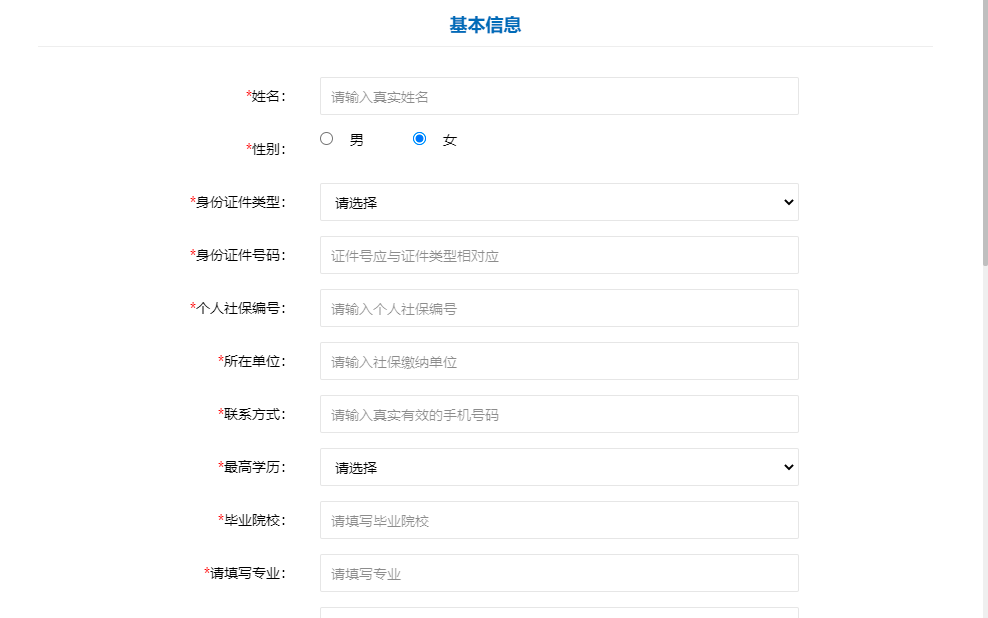 基本信息
*姓名： 请输入真实姓名
*性别： 男 女
*身份证件类型： 请选择
*身份证件号码： 证件号应与证件类型相对应
*个人社保编号： 请输入个人社保编号
*所在单位： 请输入社保缴纳单位
*联系方式： 请输入真实有效的手机号码
*最高学历： 请选择
*毕业院校： 请填写毕业院校
*请填写专业： 请填写专业